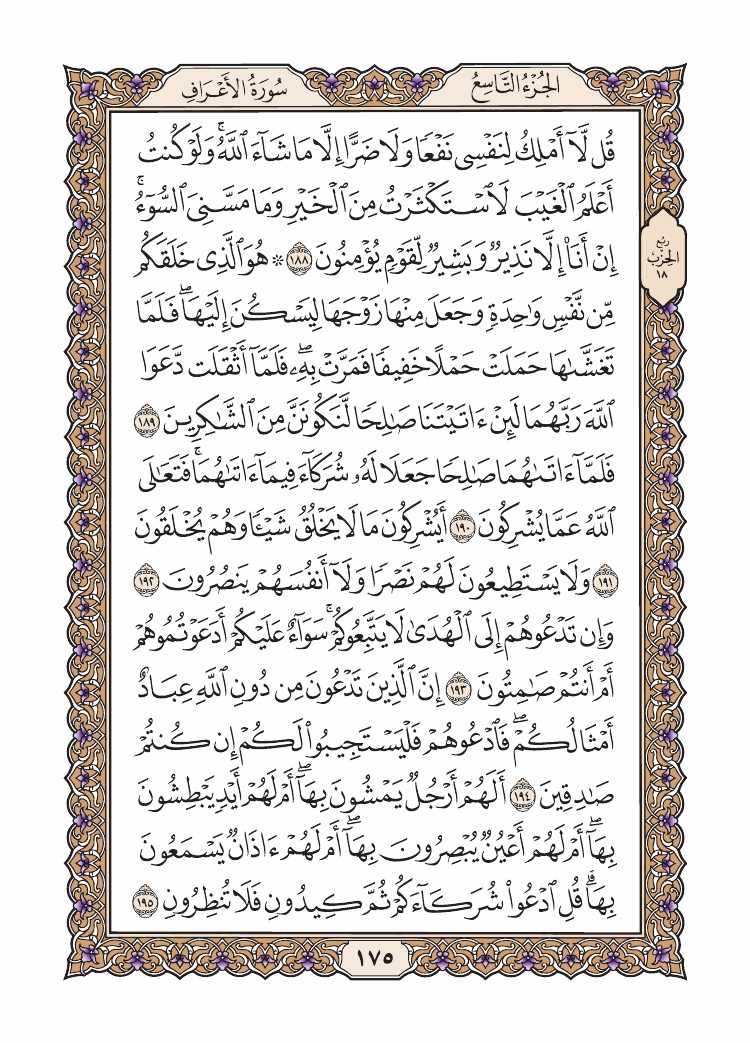 الجُزْءُ التَّاسِعُ
سُورَةُ الأَعْرَافِ
قُل لَّآ أَمْلِكُ لِنَفْسِى نَفْعًا وَلَا ضَرًّا إِلَّا مَا شَآءَ ٱللَّهُۚ وَلَوْ كُنتُ
أَعْلَمُ ٱلْغَيْبَ لَٱسْتَكْثَرْتُ مِنَ ٱلْخَيْرِ وَمَا مَسَّنِىَ ٱلسُّوٓءُۚ
إِنْ أَنَا۠ إِلَّا نَذِيرٌ وَبَشِيرٌ لِّقَوْمٍ يُؤْمِنُونَ ١٨٨ ۞ هُوَ ٱلَّذِى خَلَقَكُم
مِّن نَّفْسٍ وَٰحِدَةٍ وَجَعَلَ مِنْهَا زَوْجَهَا لِيَسْكُنَ إِلَيْهَاۖ فَلَمَّا
تَغَشَّىٰهَا حَمَلَتْ حَمْلًا خَفِيفًا فَمَرَّتْ بِهِۦۖ فَلَمَّآ أَثْقَلَت دَّعَوَا
ٱللَّهَ رَبَّهُمَا لَئِنْ ءَاتَيْتَنَا صَٰلِحًا لَّنَكُونَنَّ مِنَ ٱلشَّٰكِرِينَ ١٨٩
فَلَمَّآ ءَاتَىٰهُمَا صَٰلِحًا جَعَلَا لَهُۥ شُرَكَآءَ فِيمَآ ءَاتَىٰهُمَاۚ فَتَعَٰلَى
ٱللَّهُ عَمَّا يُشْرِكُونَ ١٩٠ أَيُشْرِكُونَ مَا لَا يَخْلُقُ شَيْـًٔا وَهُمْ يُخْلَقُونَ
١٩١ وَلَا يَسْتَطِيعُونَ لَهُمْ نَصْرًا وَلَآ أَنفُسَهُمْ يَنصُرُونَ ١٩٢
وَإِن تَدْعُوهُمْ إِلَى ٱلْهُدَىٰ لَا يَتَّبِعُوكُمْۚ سَوَآءٌ عَلَيْكُمْ أَدَعَوْتُمُوهُمْ
أَمْ أَنتُمْ صَٰمِتُونَ ١٩٣ إِنَّ ٱلَّذِينَ تَدْعُونَ مِن دُونِ ٱللَّهِ عِبَادٌ
أَمْثَالُكُمْۖ فَٱدْعُوهُمْ فَلْيَسْتَجِيبُوا۟ لَكُمْ إِن كُنتُمْ
صَٰدِقِينَ ١٩٤ أَلَهُمْ أَرْجُلٌ يَمْشُونَ بِهَآۖ أَمْ لَهُمْ أَيْدٍ يَبْطِشُونَ
بِهَآۖ أَمْ لَهُمْ أَعْيُنٌ يُبْصِرُونَ بِهَآۖ أَمْ لَهُمْ ءَاذَانٌ يَسْمَعُونَ
بِهَاۗ قُلِ ٱدْعُوا۟ شُرَكَآءَكُمْ ثُمَّ كِيدُونِ فَلَا تُنظِرُونِ ١٩٥
رُبْعُ
الحِزْبِ
١٨
١٧٥